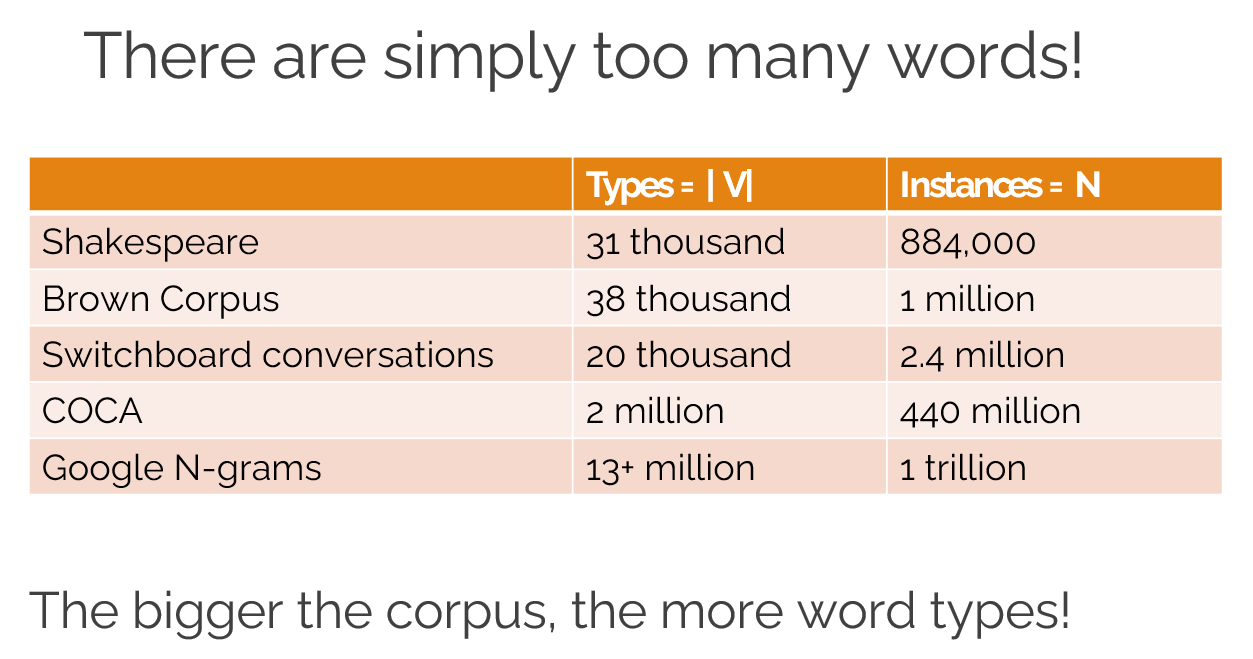 There are simply too many words!
Types = | V| Instances = N
Shakespeare 31 thousand 884,000
Brown Corpus 38 thousand 1 million
Switchboard conversations 20 thousand 2.4 million
COCA 2 million 440 million
Google N-grams 13+ million 1 trillion
The bigger the corpus, the more word types!